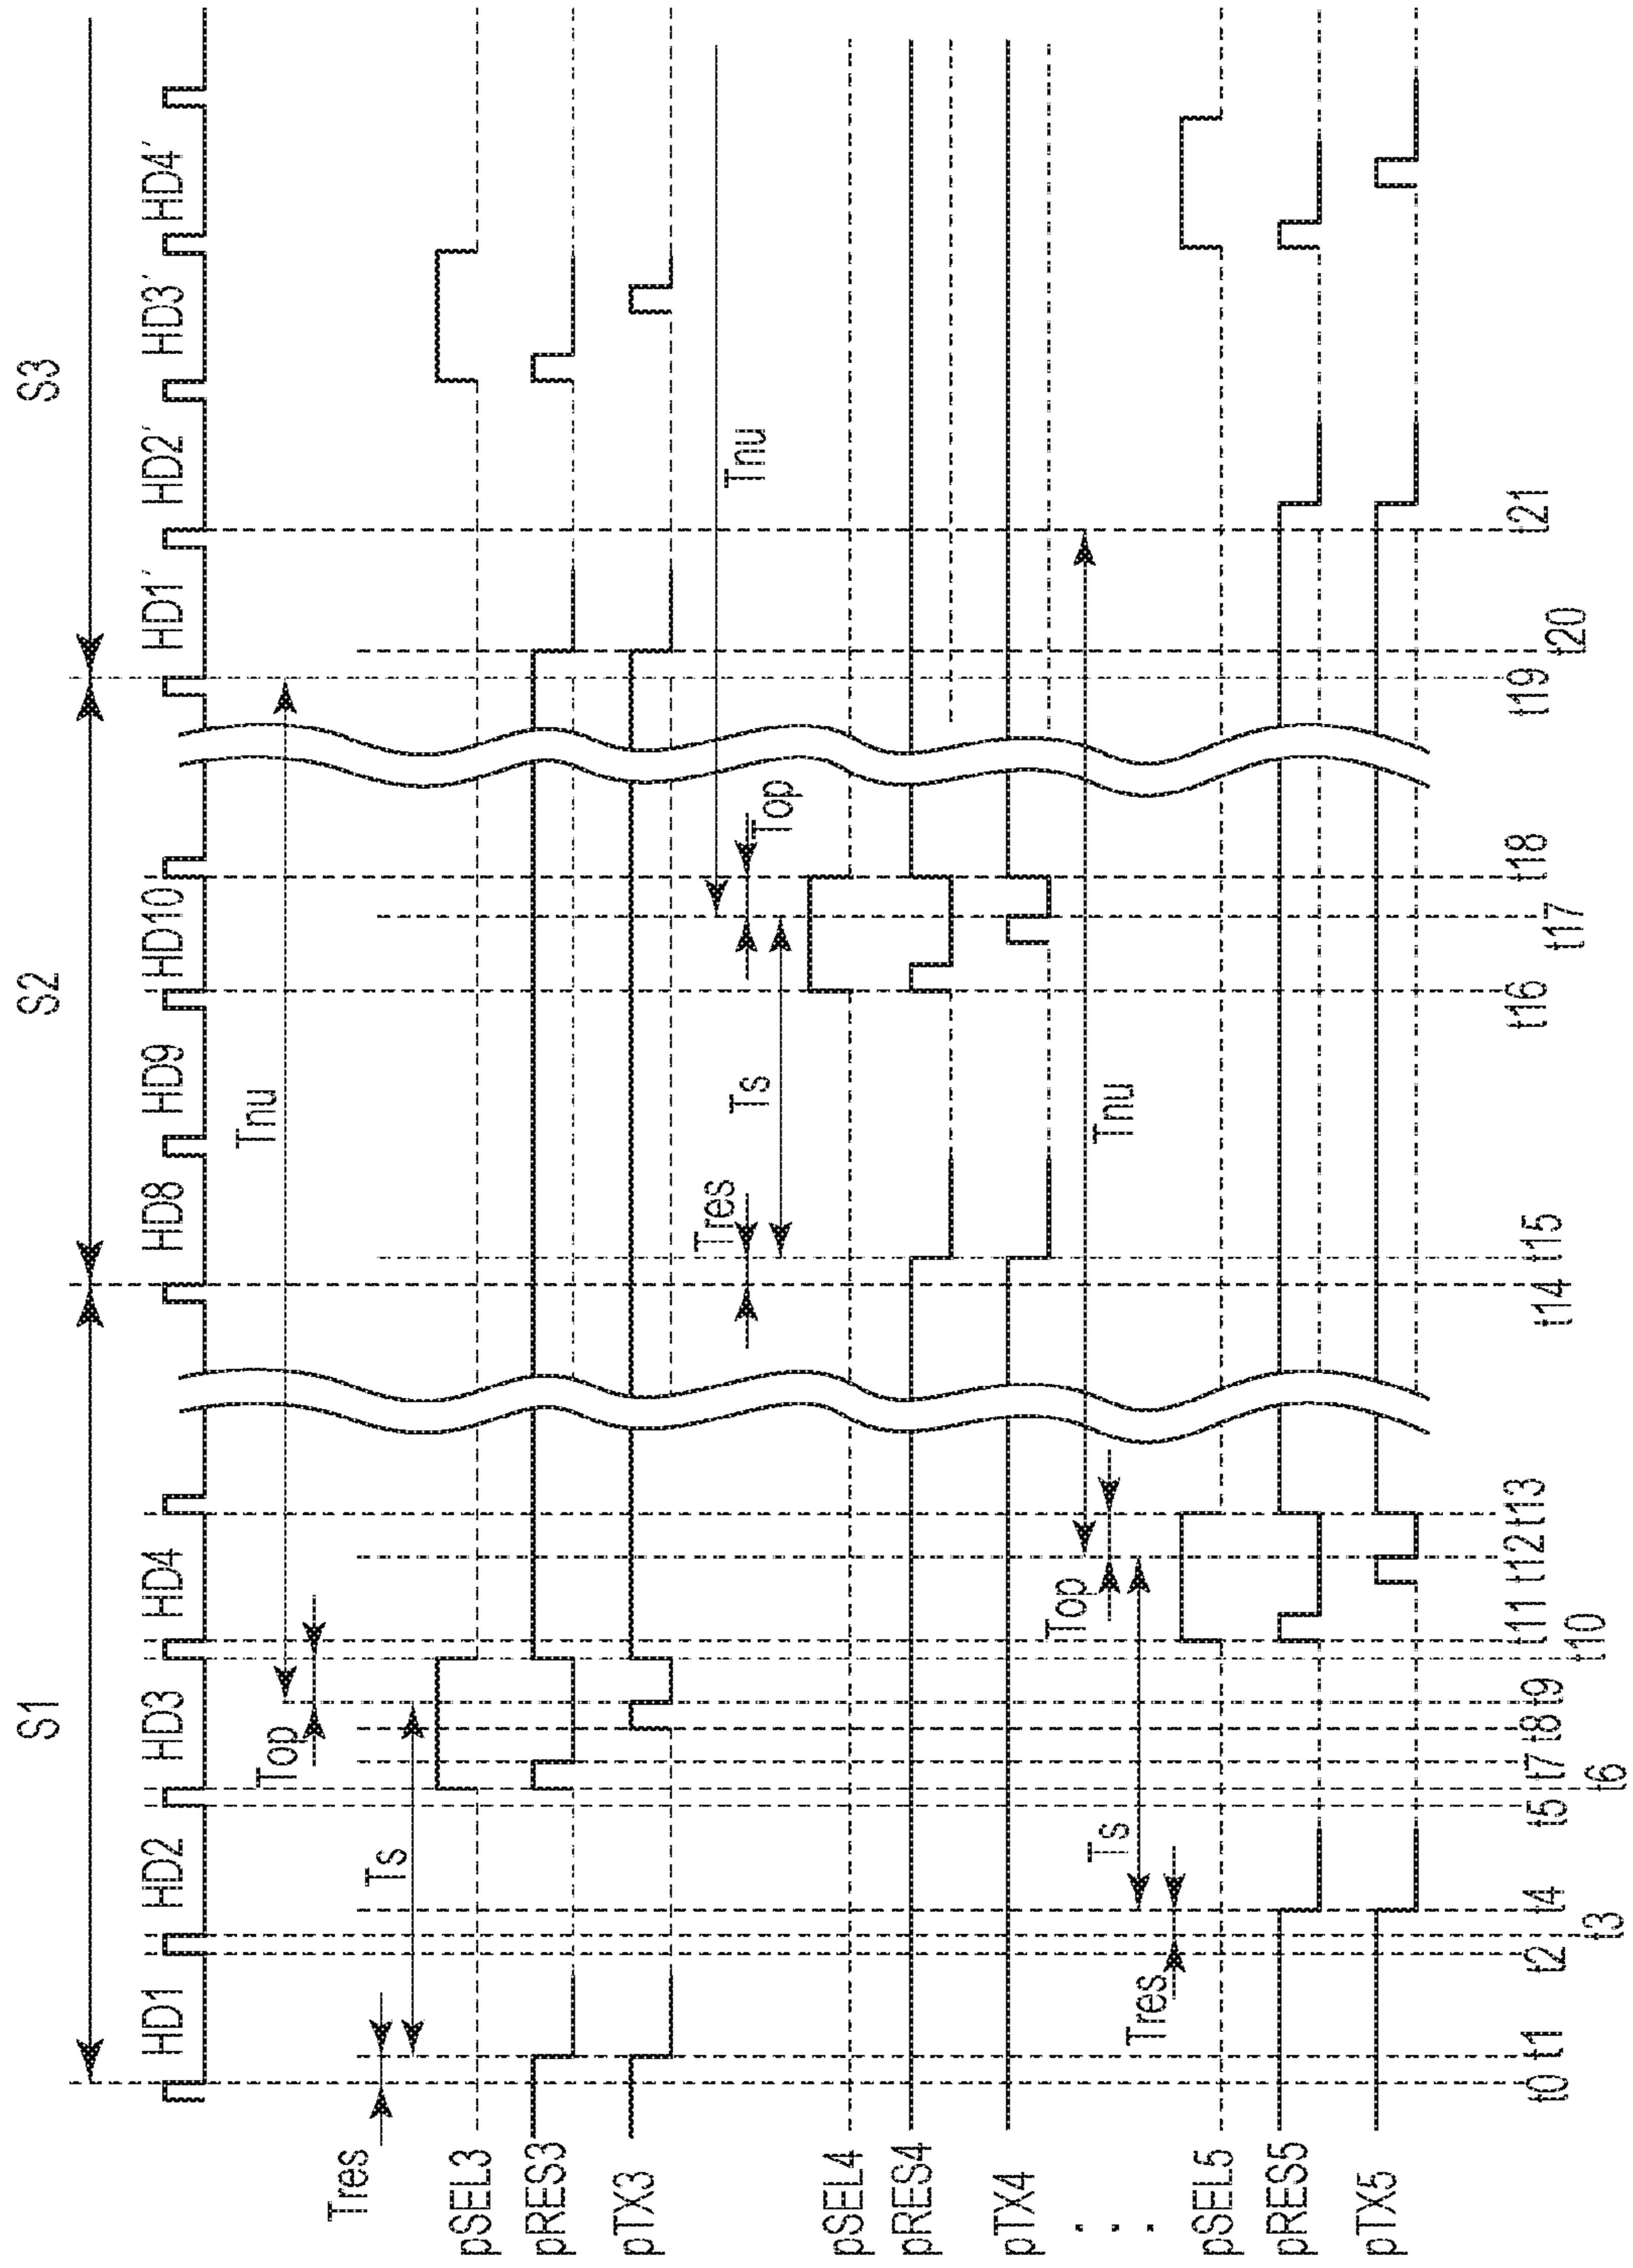 S1 S2 S3
HD1 HD2 HD3 HD4 HD8 HD9 HD10 HD1′ HD2′ HD3′ HD4′
Tnu
Top
Tres
Ts
pSEL3
pRES3
pTX3
Tnu
Tres
Top
Ts
pSEL4
pRES4
pTX4
. . .
Tnu
Top
Ts
Tres
pSEL5
pRES5
pTX5
t0 t1 t2 t4 t5 t7 t8 t9 t11 t12 t13 t15 t16 t18 t19 t21
t3 t6 t10 t14 t17 t20